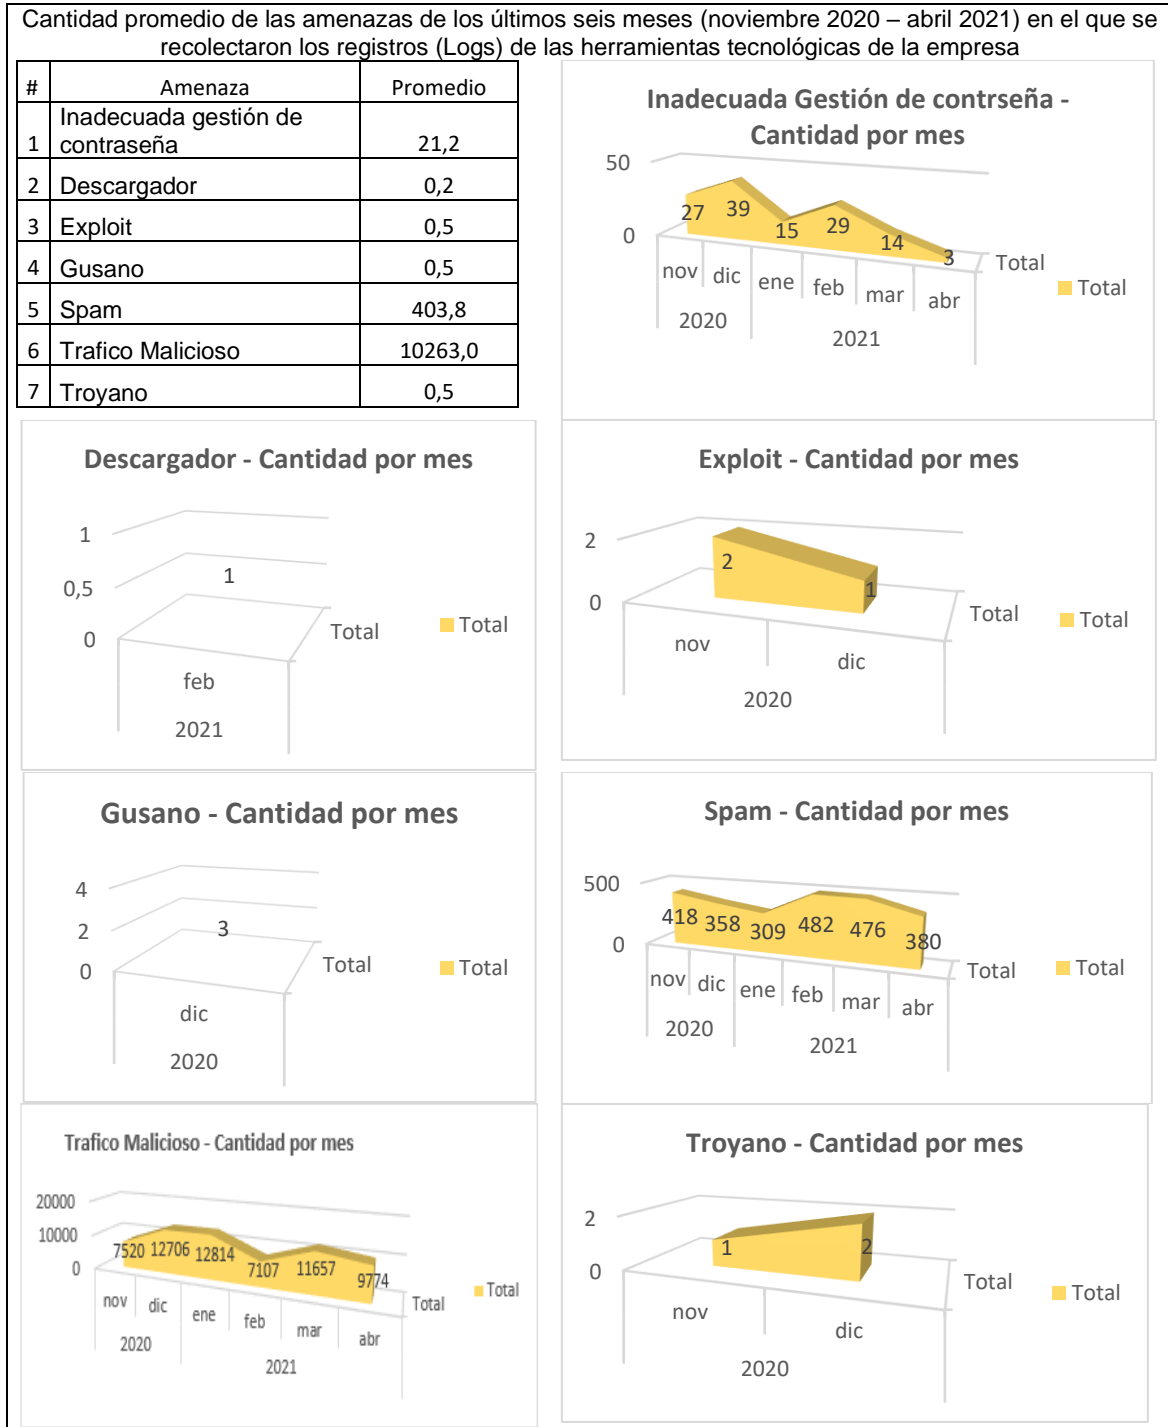 Cantidad promedio de las amenazas de los últimos seis meses (noviembre 2020 – abril 2021) en el que se
recolectaron los registros (Logs) de las herramientas tecnológicas de la empresa
# Amenaza Promedio
1 Inadecuada gestión de
contraseña 21,2
2 Descargador 0,2
3 Exploit 0,5
4 Gusano 0,5
5 Spam 403,8
6 Trafico Malicioso 10263,0
7 Troyano 0,5
Inadecuada Gestión de contrseña -
Cantidad por mes
50
0
27 39 15 29 14 3
nov dic ene feb mar abr
2020 2021
Total
Total
Descargador - Cantidad por mes
1
0,5
0
1
feb
2021
Total
Total
Exploit - Cantidad por mes
2
0
2 1
nov dic
2020
Total
Total
Gusano - Cantidad por mes
4
2
0
3
dic
2020
Total
Total
Spam - Cantidad por mes
500
0
418 358 309 482 476 380
nov dic ene feb mar abr
2020 2021
Total
Total
Trafico Malicioso - Cantidad por mes
20000
10000
0
7520 12706 12814 7107 11657 9774
nov dic ene feb mar abr
2020 2021
Total
Total
Troyano - Cantidad por mes
2
0
1 2
nov dic
2020
Total
Total